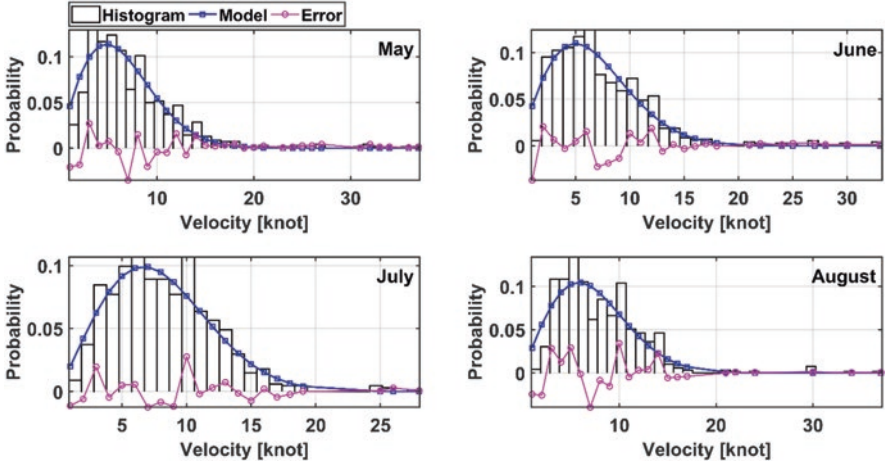 Histogram Model Error
May
Probability
0.1
0.05
0
10 20 30
Velocity [knot]
June
Probability
0.1
0.05
0
5 10 15 20 25 30
Velocity [knot]
July
Probability
0.1
0.05
0
5 10 15 20 25
Velocity [knot]
August
Probability
0.1
0.05
0
10 20 30
Velocity [knot]